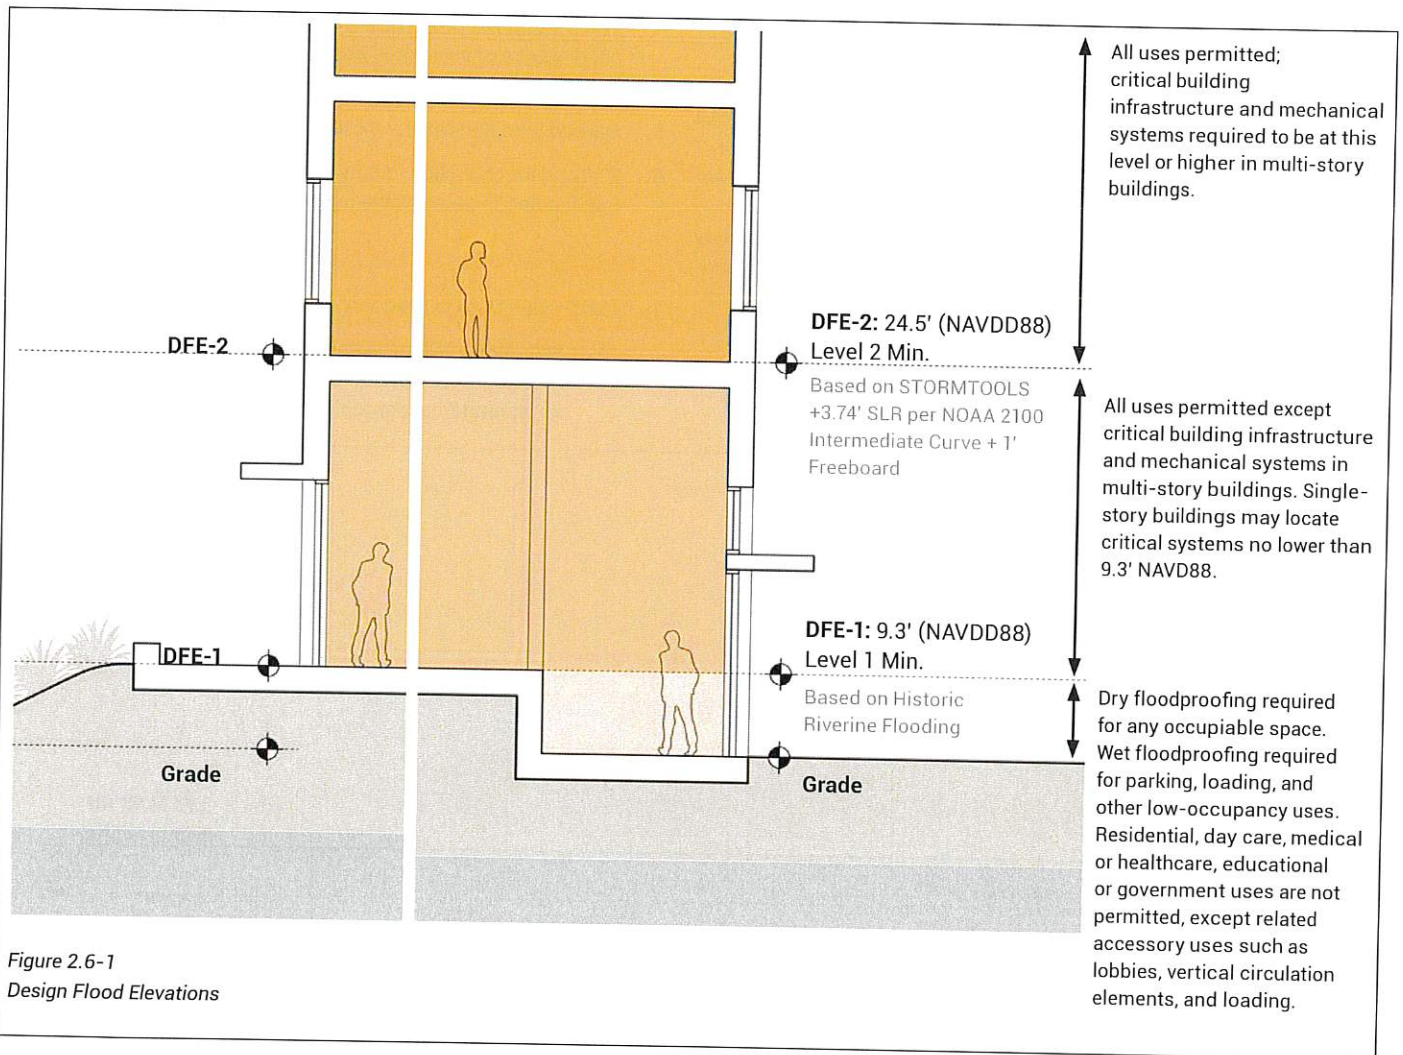 All uses permitted;
critical building
infrastructure and mechanical
systems required to be at this
level or higher in multi-story
buildings.
DFE-2
DFE-2: 24.5' (NAVDD88)
Level 2 Min.
Based on STORMTOOLS
+3.74' SLR per NOAA 2100
Intermediate Curve + 1'
Freeboard
All uses permitted except
critical building infrastructure
and mechanical systems in
multi-story buildings. Single-
story buildings may locate
critical systems no lower than
9.3' NAVD88.
DFE-1
DFE-1: 9.3' (NAVDD88)
Level 1 Min.
Based on Historic
Riverine Flooding
Grade
Grade
Dry floodproofing required
for any occupiable space.
Wet floodproofing required
for parking, loading, and
other low-occupancy uses.
Residential, day care, medical
or healthcare, educational
or government uses are not
permitted, except related
accessory uses such as
lobbies, vertical circulation
elements, and loading.
Figure 2.6-1
Design Flood Elevations